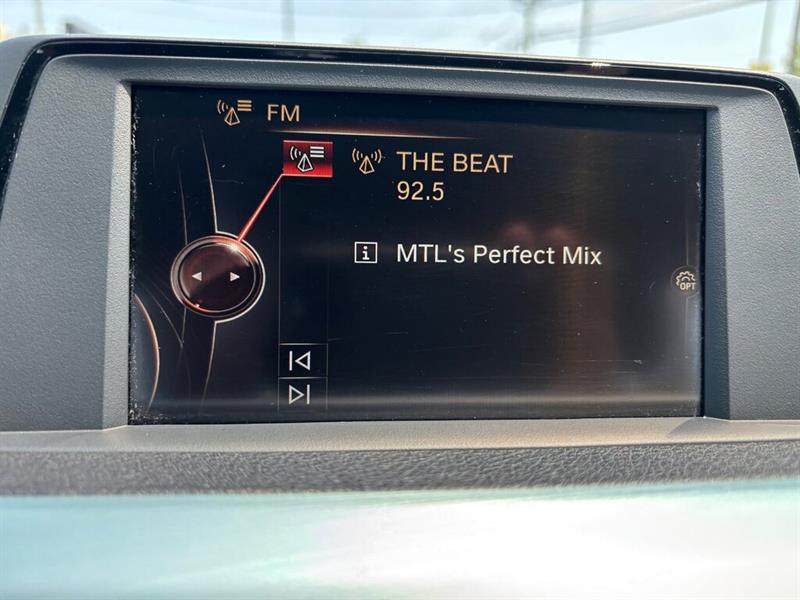 FM
THE BEAT
92.5
i MTL's Perfect Mix
OPT